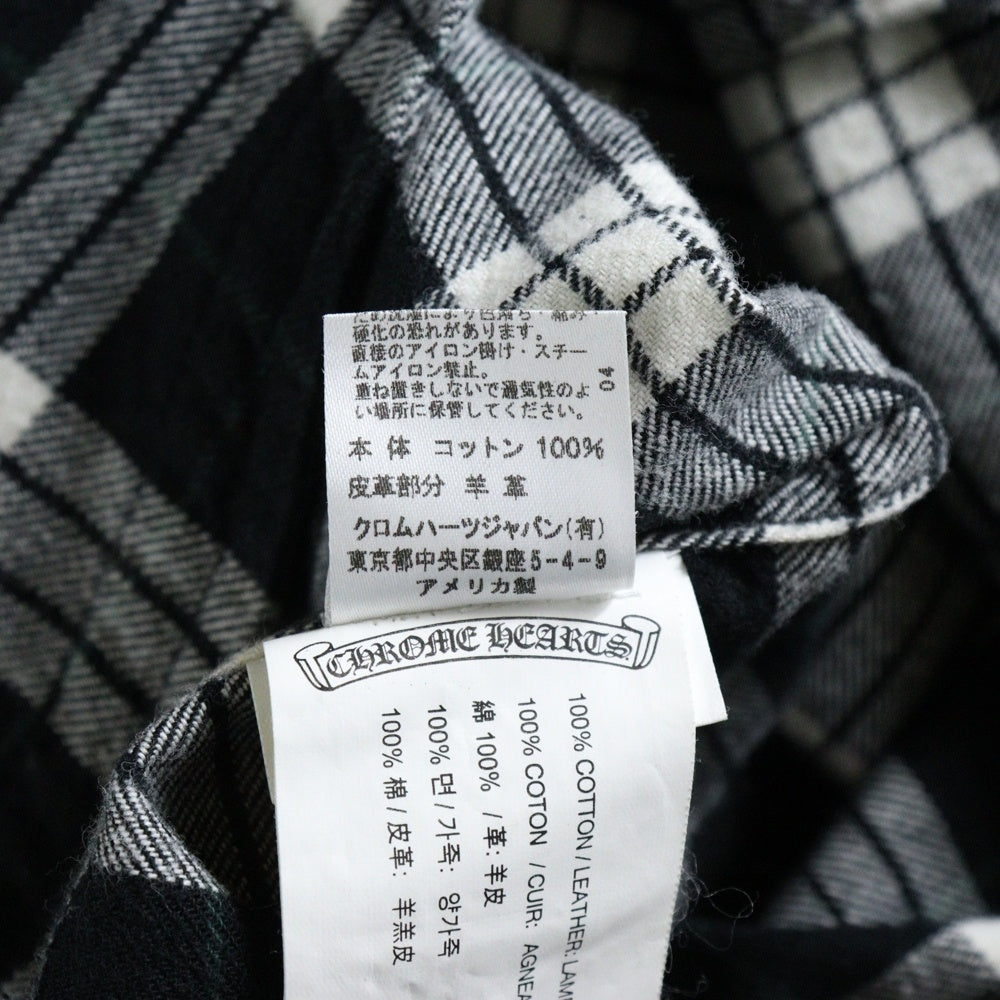 硬化の恐れがあります。
直接のアイロン掛け・スチー
ムアイロン禁止。
重ね置きしないで通気性のよ
い場所に保管してください。
04
本体 コットン 100%
皮革部分 羊革
クロムハーツジャパン(有)
東京都中央区銀座5-4-9
アメリカ製
CHROME HEARTS
100% COTTON / LEATHER:
100% COTON / CUIR:
綿 100% / 革: 羊皮
100% 면 / 가죽: 양가죽
100% 棉 / 皮革: 羊羔皮